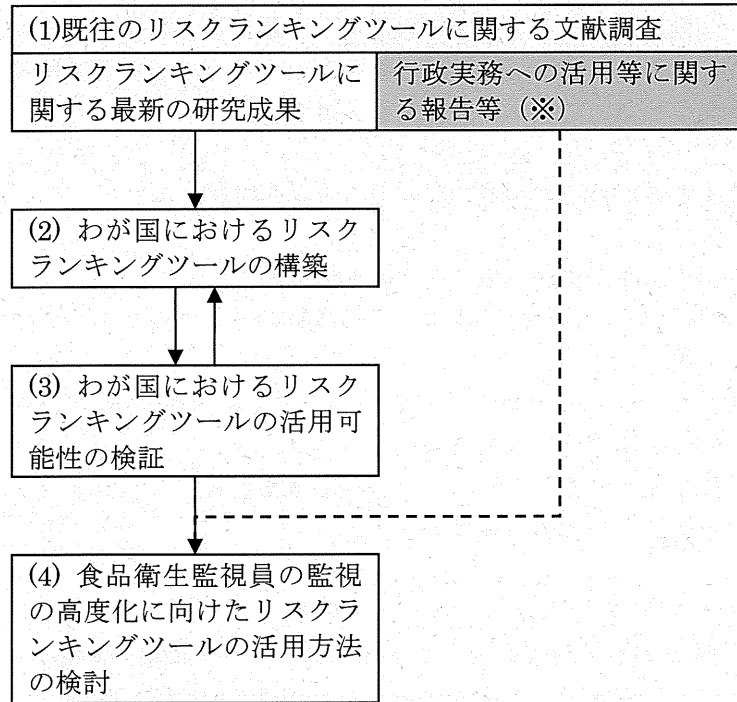 (1)既往のリスクランキングツールに関する文献調査
リスクランキングツールに
関する最新の研究成果
行政実務への活用等に関す
る報告等（※）
(2) わが国におけるリスク
ランキングツールの構築
(3) わが国におけるリスク
ランキングツールの活用可
能性の検証
(4) 食品衛生監視員の監視
の高度化に向けたリスクラ
ンキングツールの活用方法
の検討